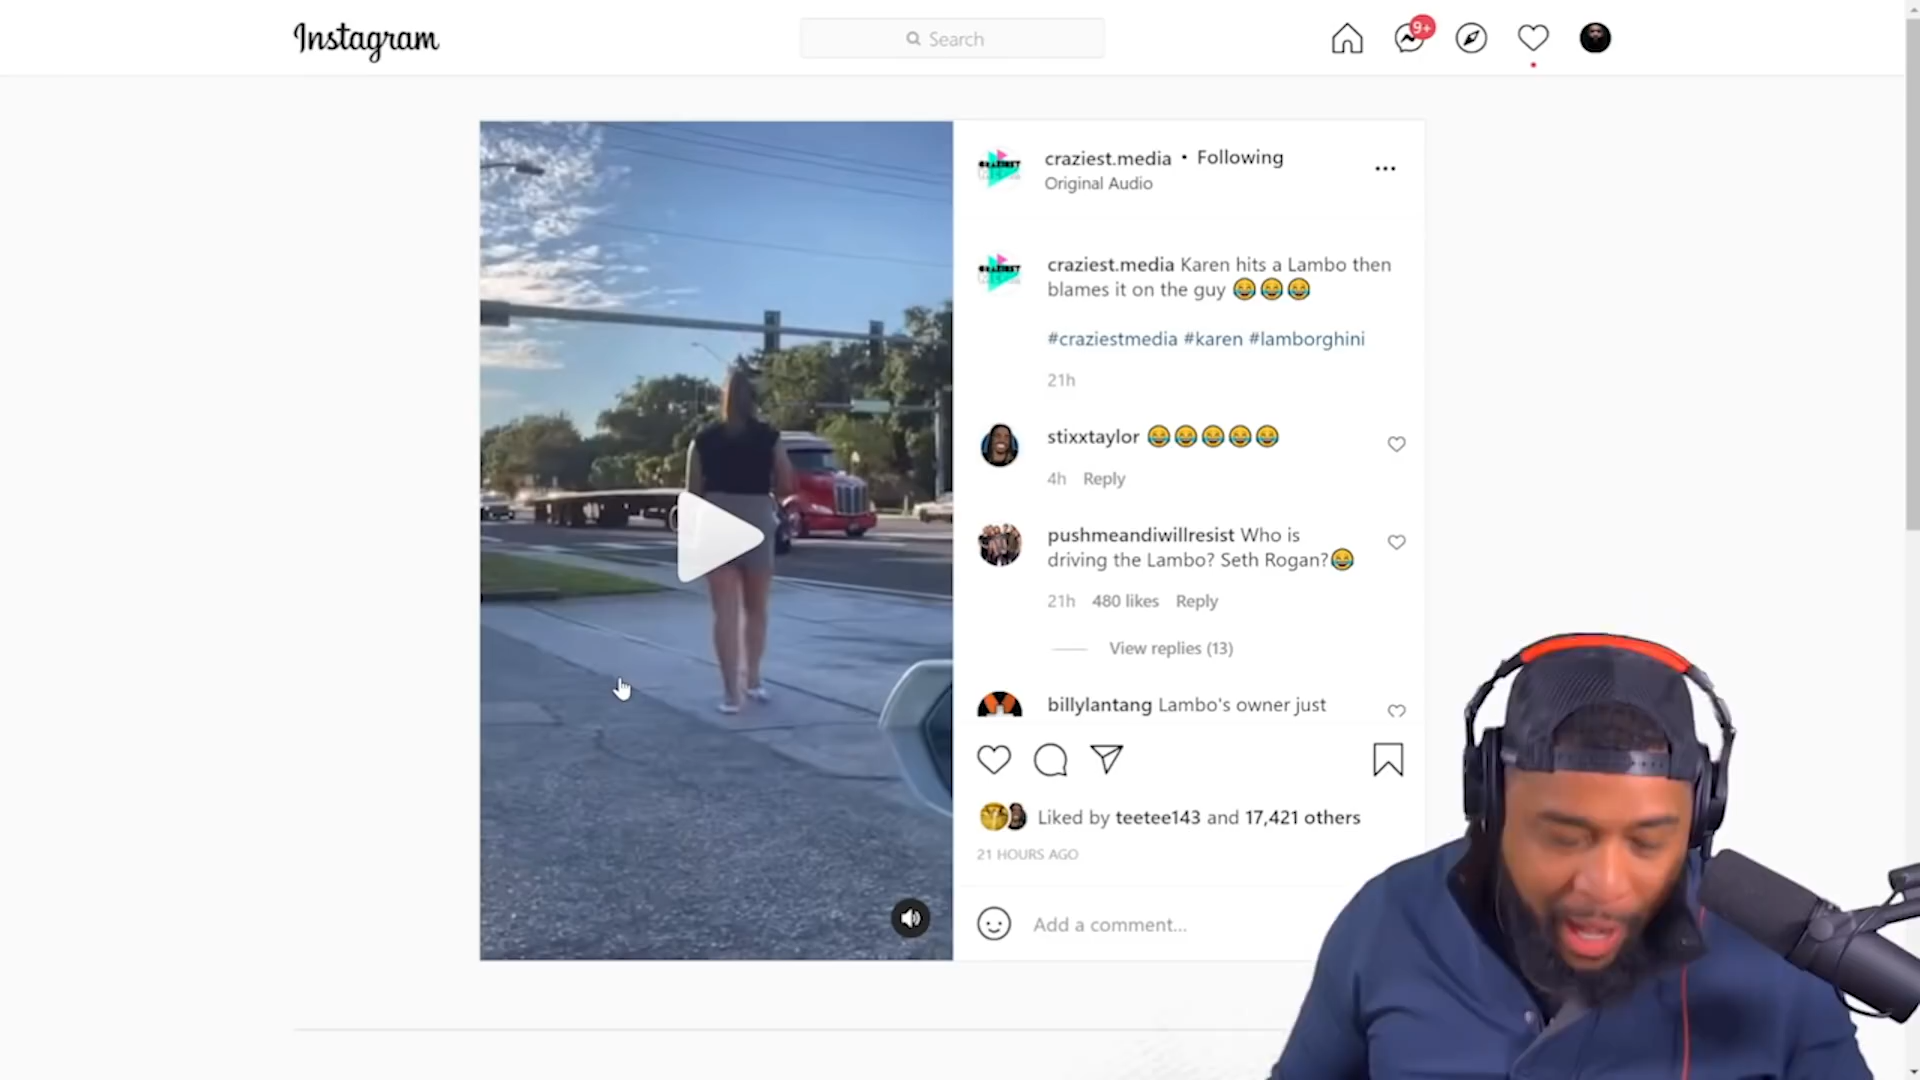 Instagram
Search
9+
craziest.media • Following
Original Audio
craziest.media Karen hits a Lambo then
blames it on the guy 😂😂😂
#craziestmedia #karen #lamborghini
21h
stixxtaylor 😂😂😂😂😂
4h Reply
pushmeandiwillresist Who is
driving the Lambo? Seth Rogan?😂
21h 480 likes Reply
View replies (13)
billylantang Lambo's owner just
Liked by teetee143 and 17,421 others
21 HOURS AGO
Add a comment...